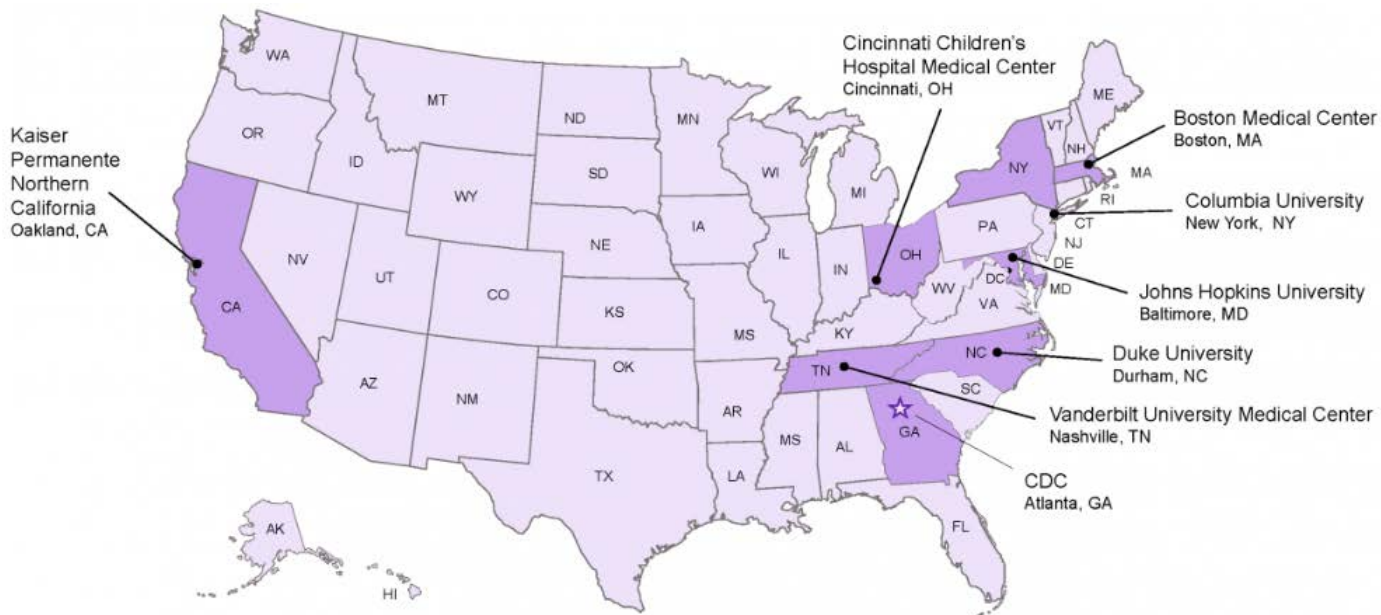 Cincinnati Children's
Hospital Medical Center
Cincinnati, OH
Boston Medical Center
Boston, MA
Kaiser
Permanente
Northern
California
Oakland, CA
Columbia University
New York, NY
Johns Hopkins University
Baltimore, MD
Duke University
Durham, NC
Vanderbilt University Medical Center
Nashville, TN
CDC
Atlanta, GA
WA
OR
CA
NV
ID
MT
WY
UT
AZ
CO
NM
ND
SD
NE
KS
OK
TX
MN
IA
MS
AR
LA
WI
IL
MI
IN
OH
KY
TN
MS
AL
GA
FL
SC
NC
VA
WV
DC
MD
DE
NJ
PA
NY
CT
RI
MA
VT
NH
ME
AK
HI